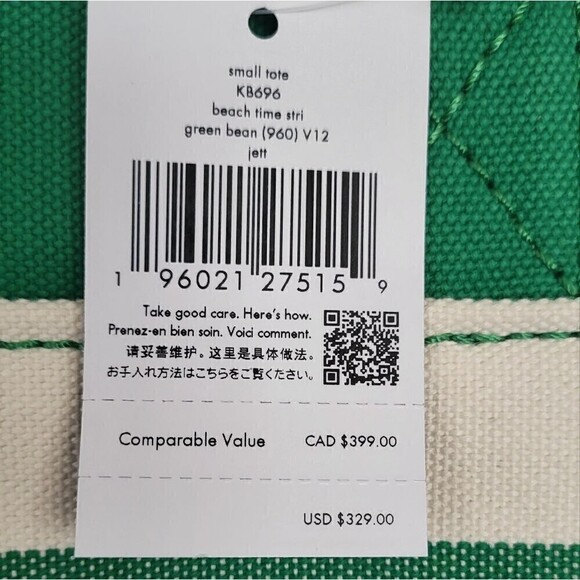 small tote
KB696
beach time stri
green bean (960) V12
jett
1 96021 27515 9
Take good care. Here's how.
Prenez-en bien soin. Voici comment.
请妥善维护。这里是具体做法。
お手入れ方法はこちらをご覧ください。
Comparable Value CAD $399.00
USD $329.00